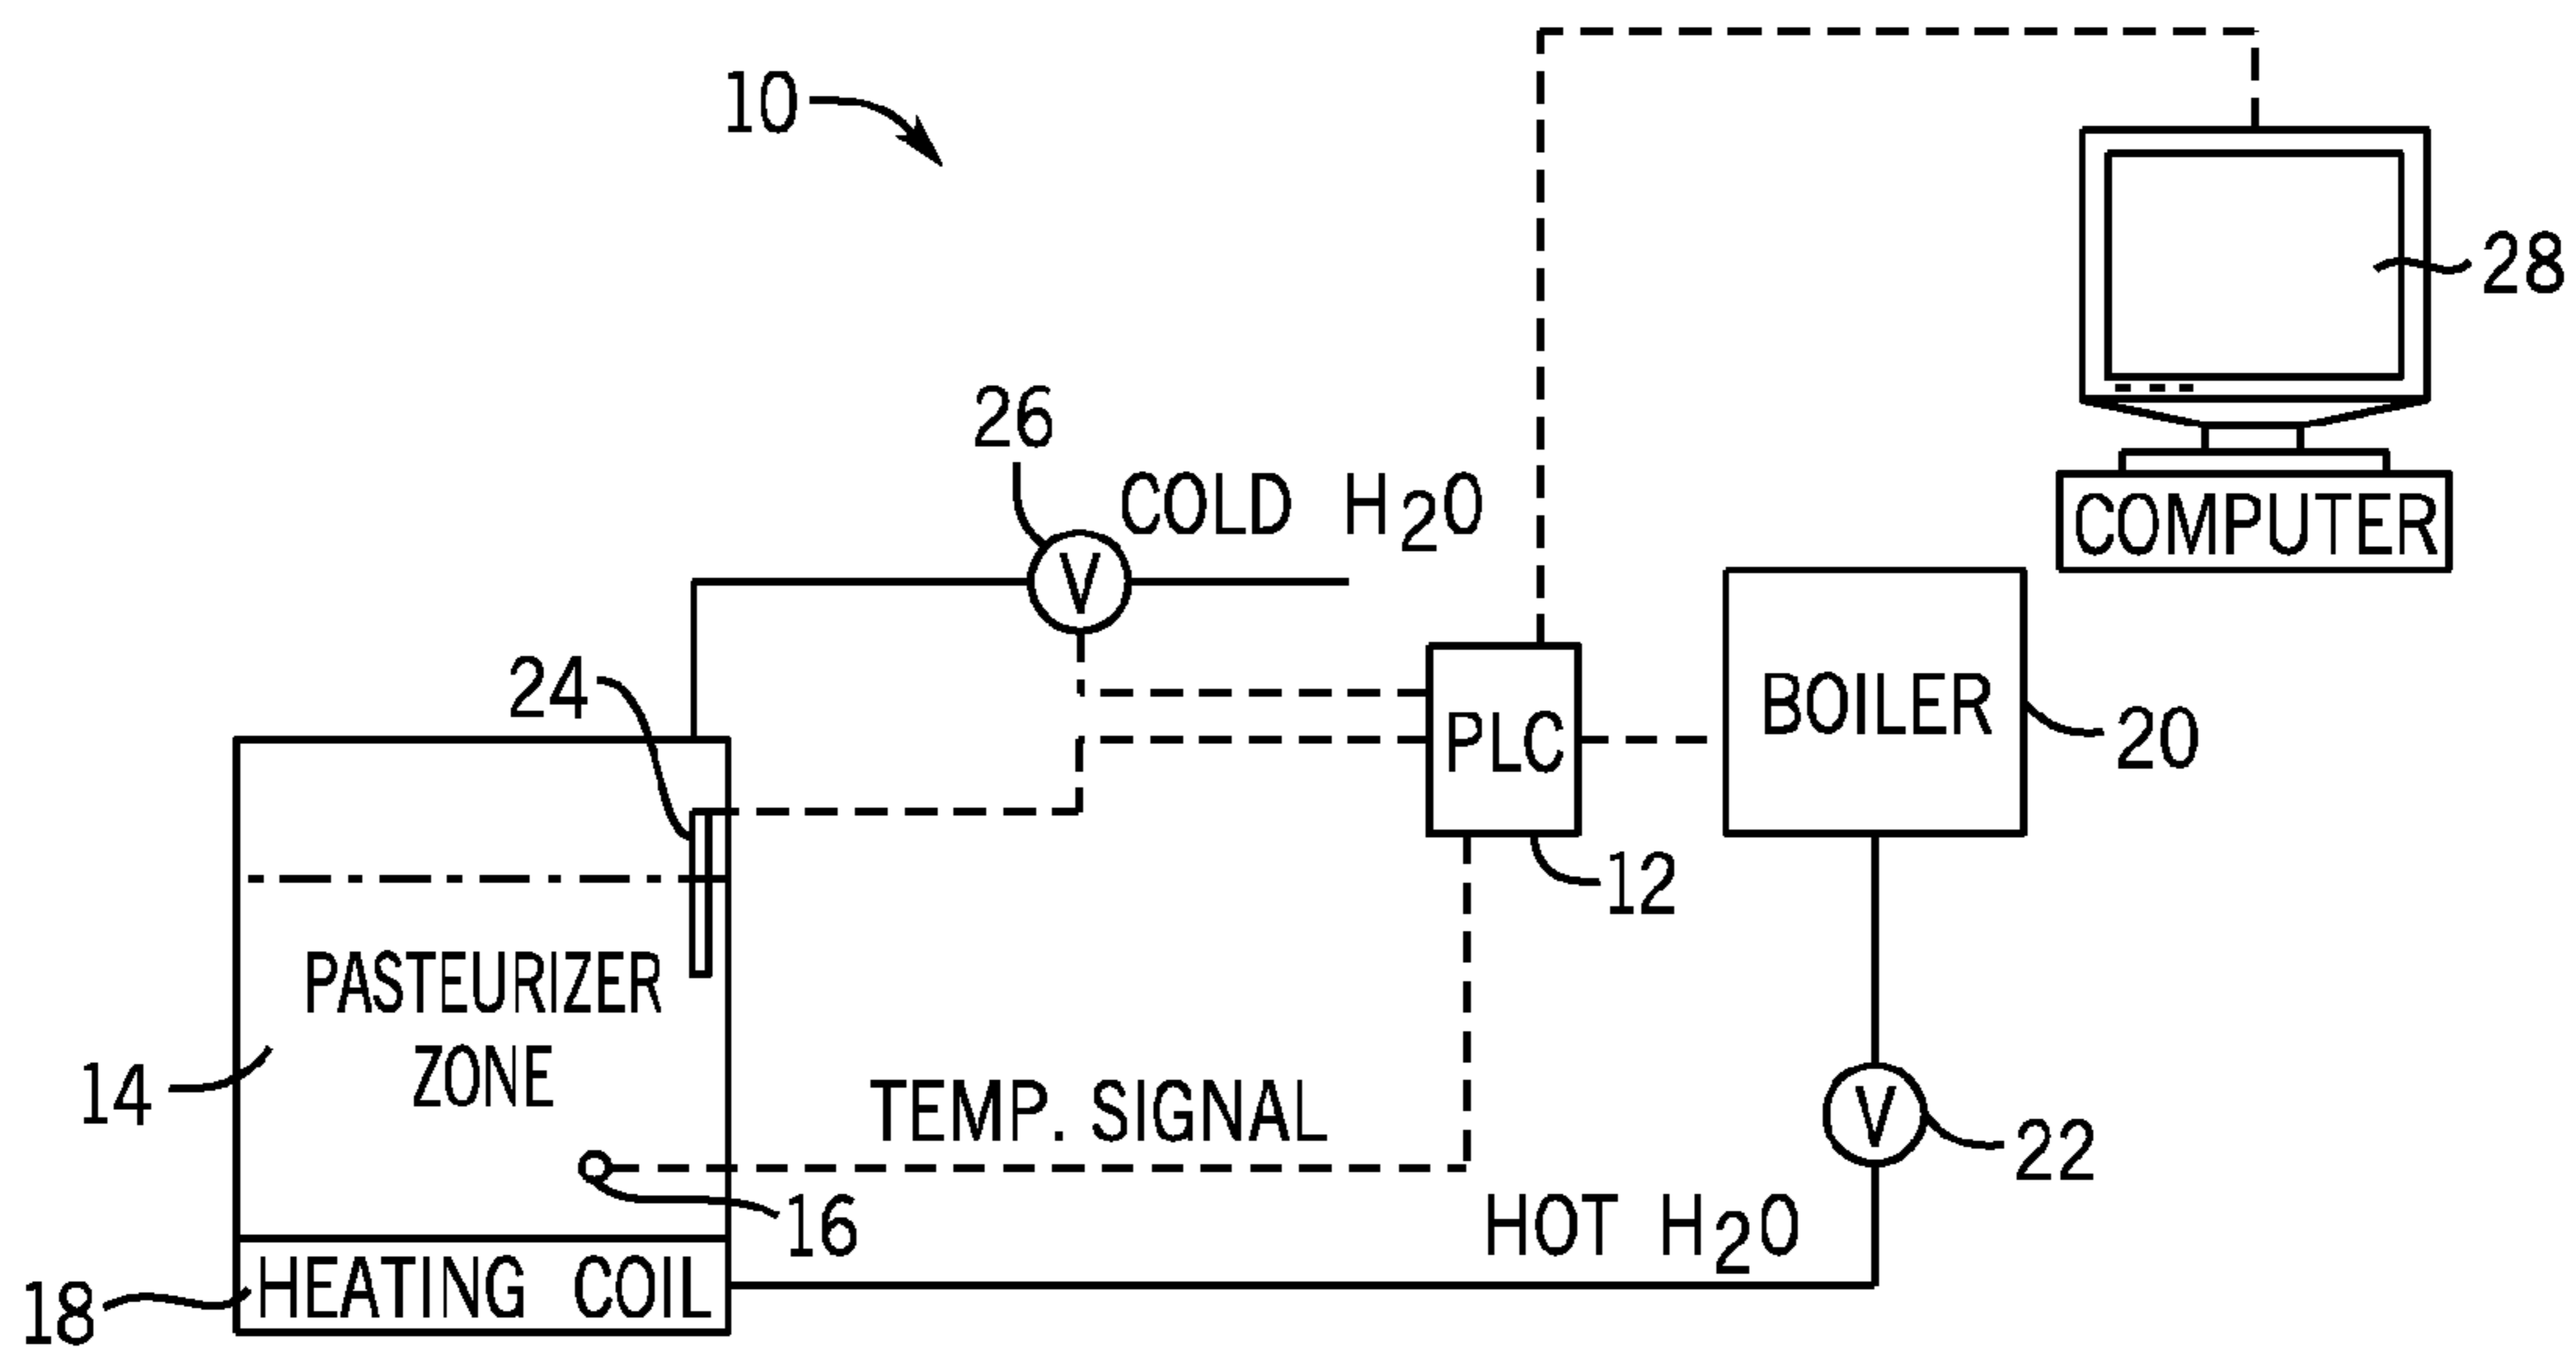 10
28
26
COLD H2O
V
COMPUTER
24
PLC
BOILER
20
12
PASTEURIZER
ZONE
14
TEMP. SIGNAL
V
22
16
HOT H2O
HEATING COIL
18